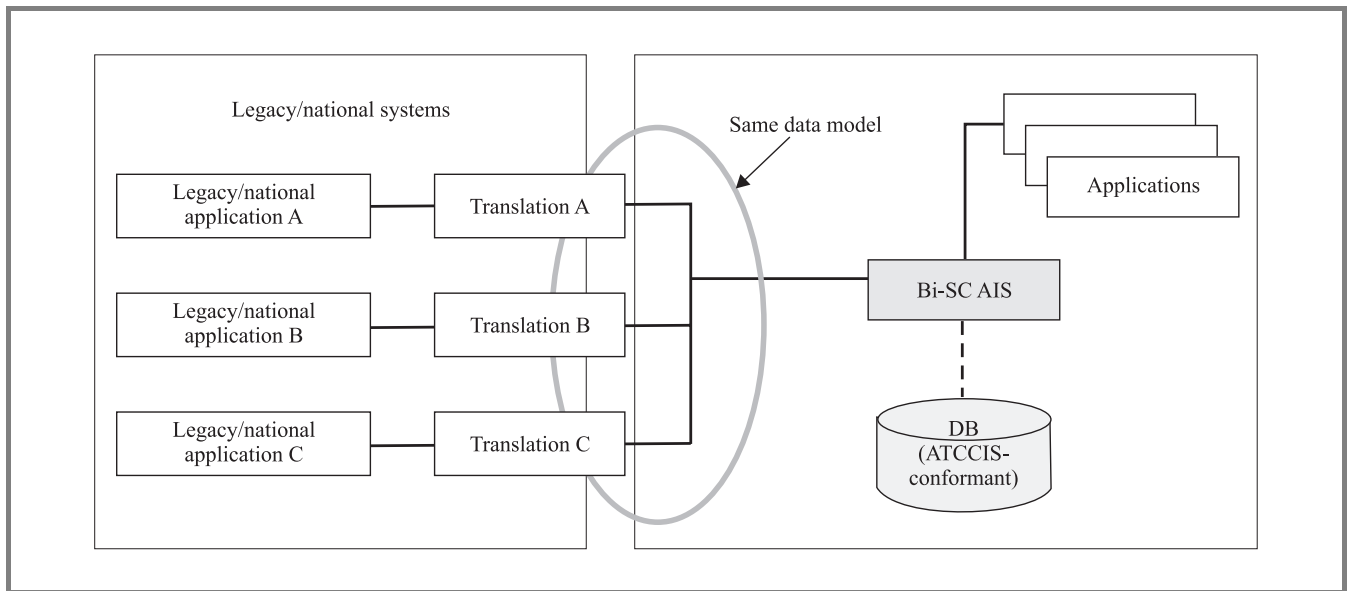 Legacy/national systems
Legacy/national
application A
Translation A
Legacy/national
application B
Translation B
Legacy/national
application C
Translation C
Same data model
Applications
Bi-SC AIS
DB
(ATCCIS-
conformant)